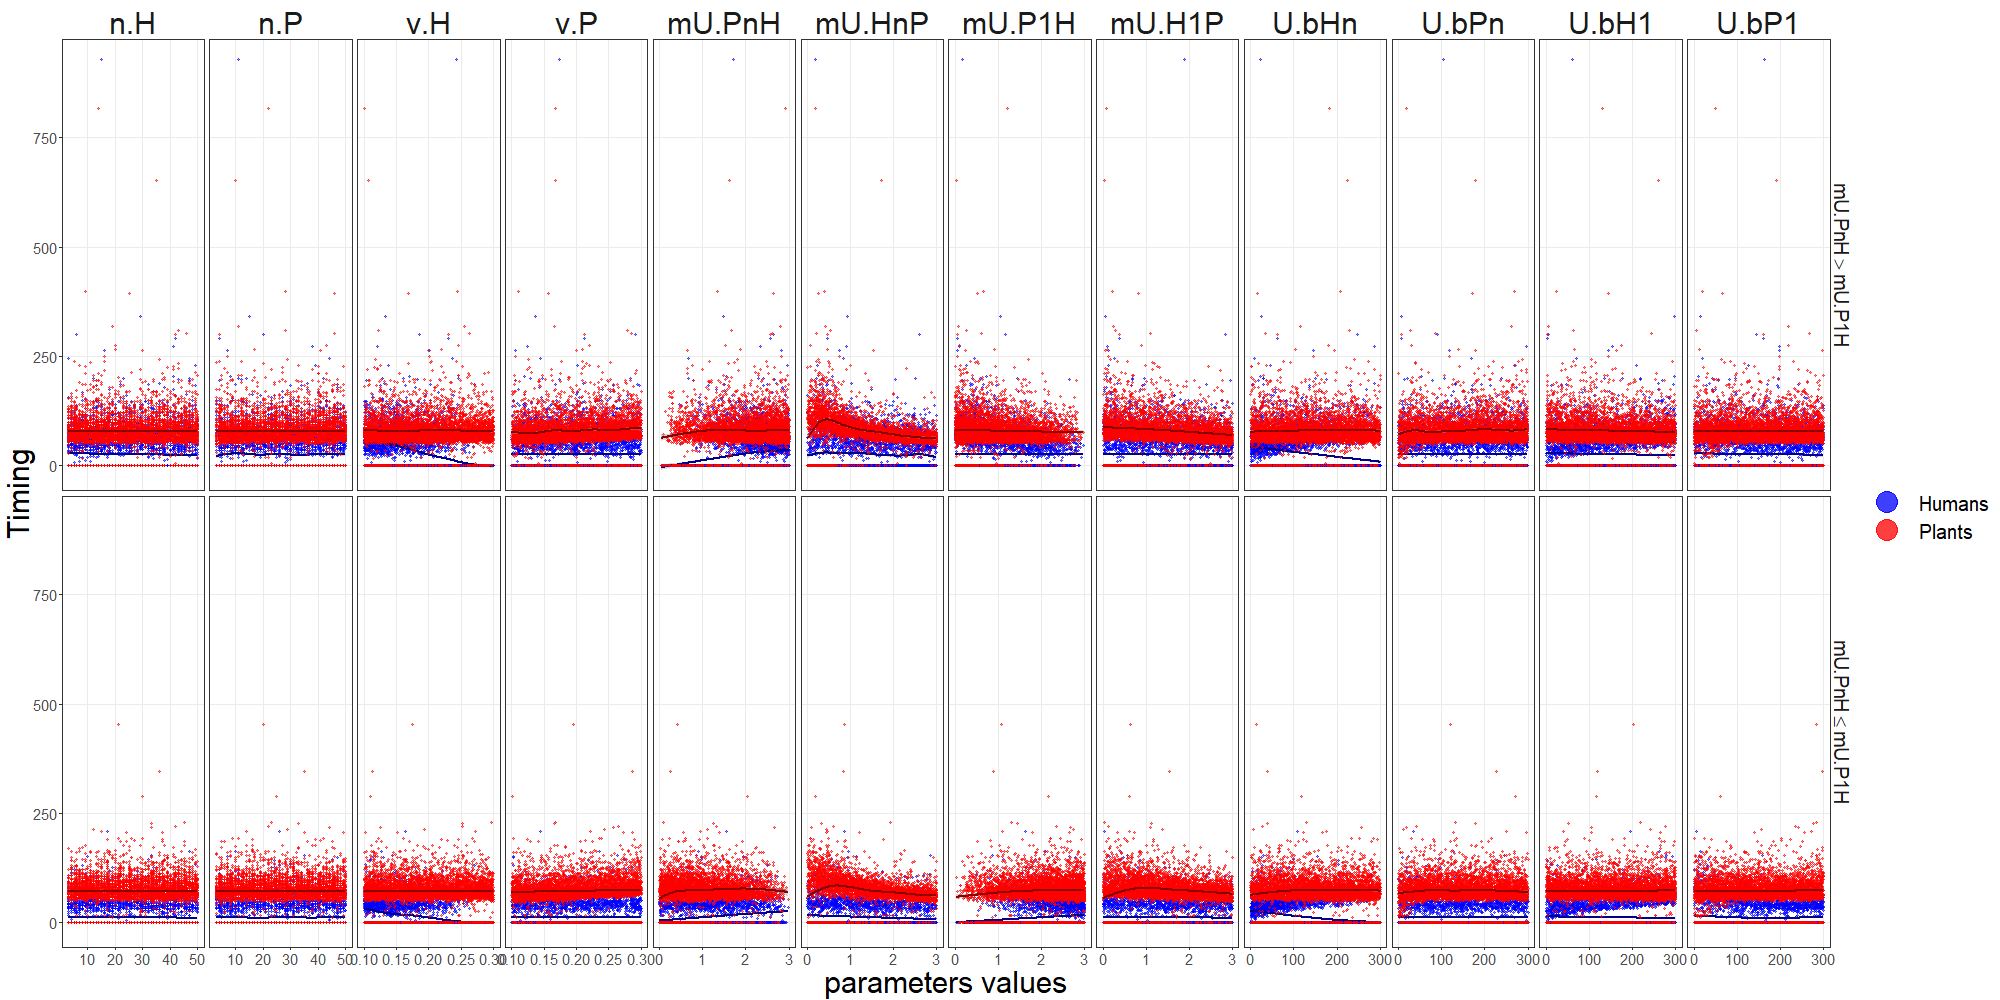 n.H n.P v.H v.P mU.PnH mU.HnP mU.P1H mU.H1P U.bHn U.bPn U.bH1 U.bP1
750
500
250
0
mU.PnH > mU.P1H
Timing
Humans
Plants
750
500
250
0
mU.PnH ≤ mU.P1H
10 20 30 40 50 10 20 30 40 50 0.10 0.15 0.20 0.25 0.30 0.10 0.15 0.20 0.25 0.30 0 1 2 3 0 1 2 3 0 1 2 3 0 1 2 3 0 100 200 300 0 100 200 300 0 100 200 300 0 100 200 300
parameters values